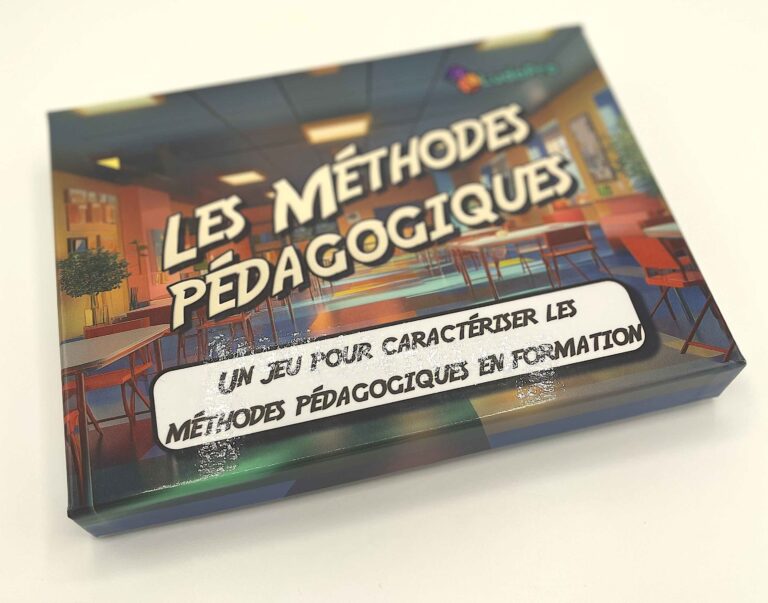 Les Méthodes
pédagogiques
Un jeu pour caractériser les
méthodes pédagogiques en formation